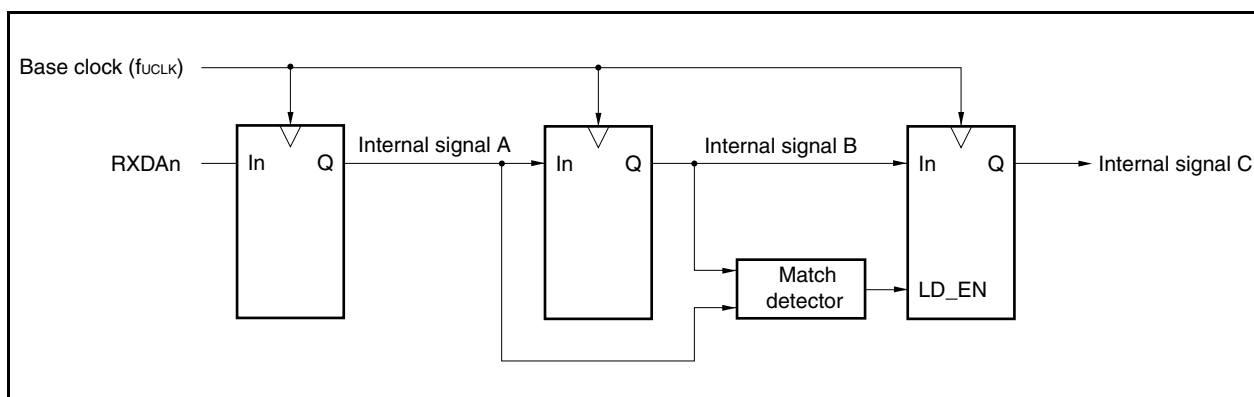 Base clock (fUCLK)
RXDAn
In
Q
Internal signal A
In
Q
Internal signal B
In
Q
Internal signal C
Match
detector
LD_EN